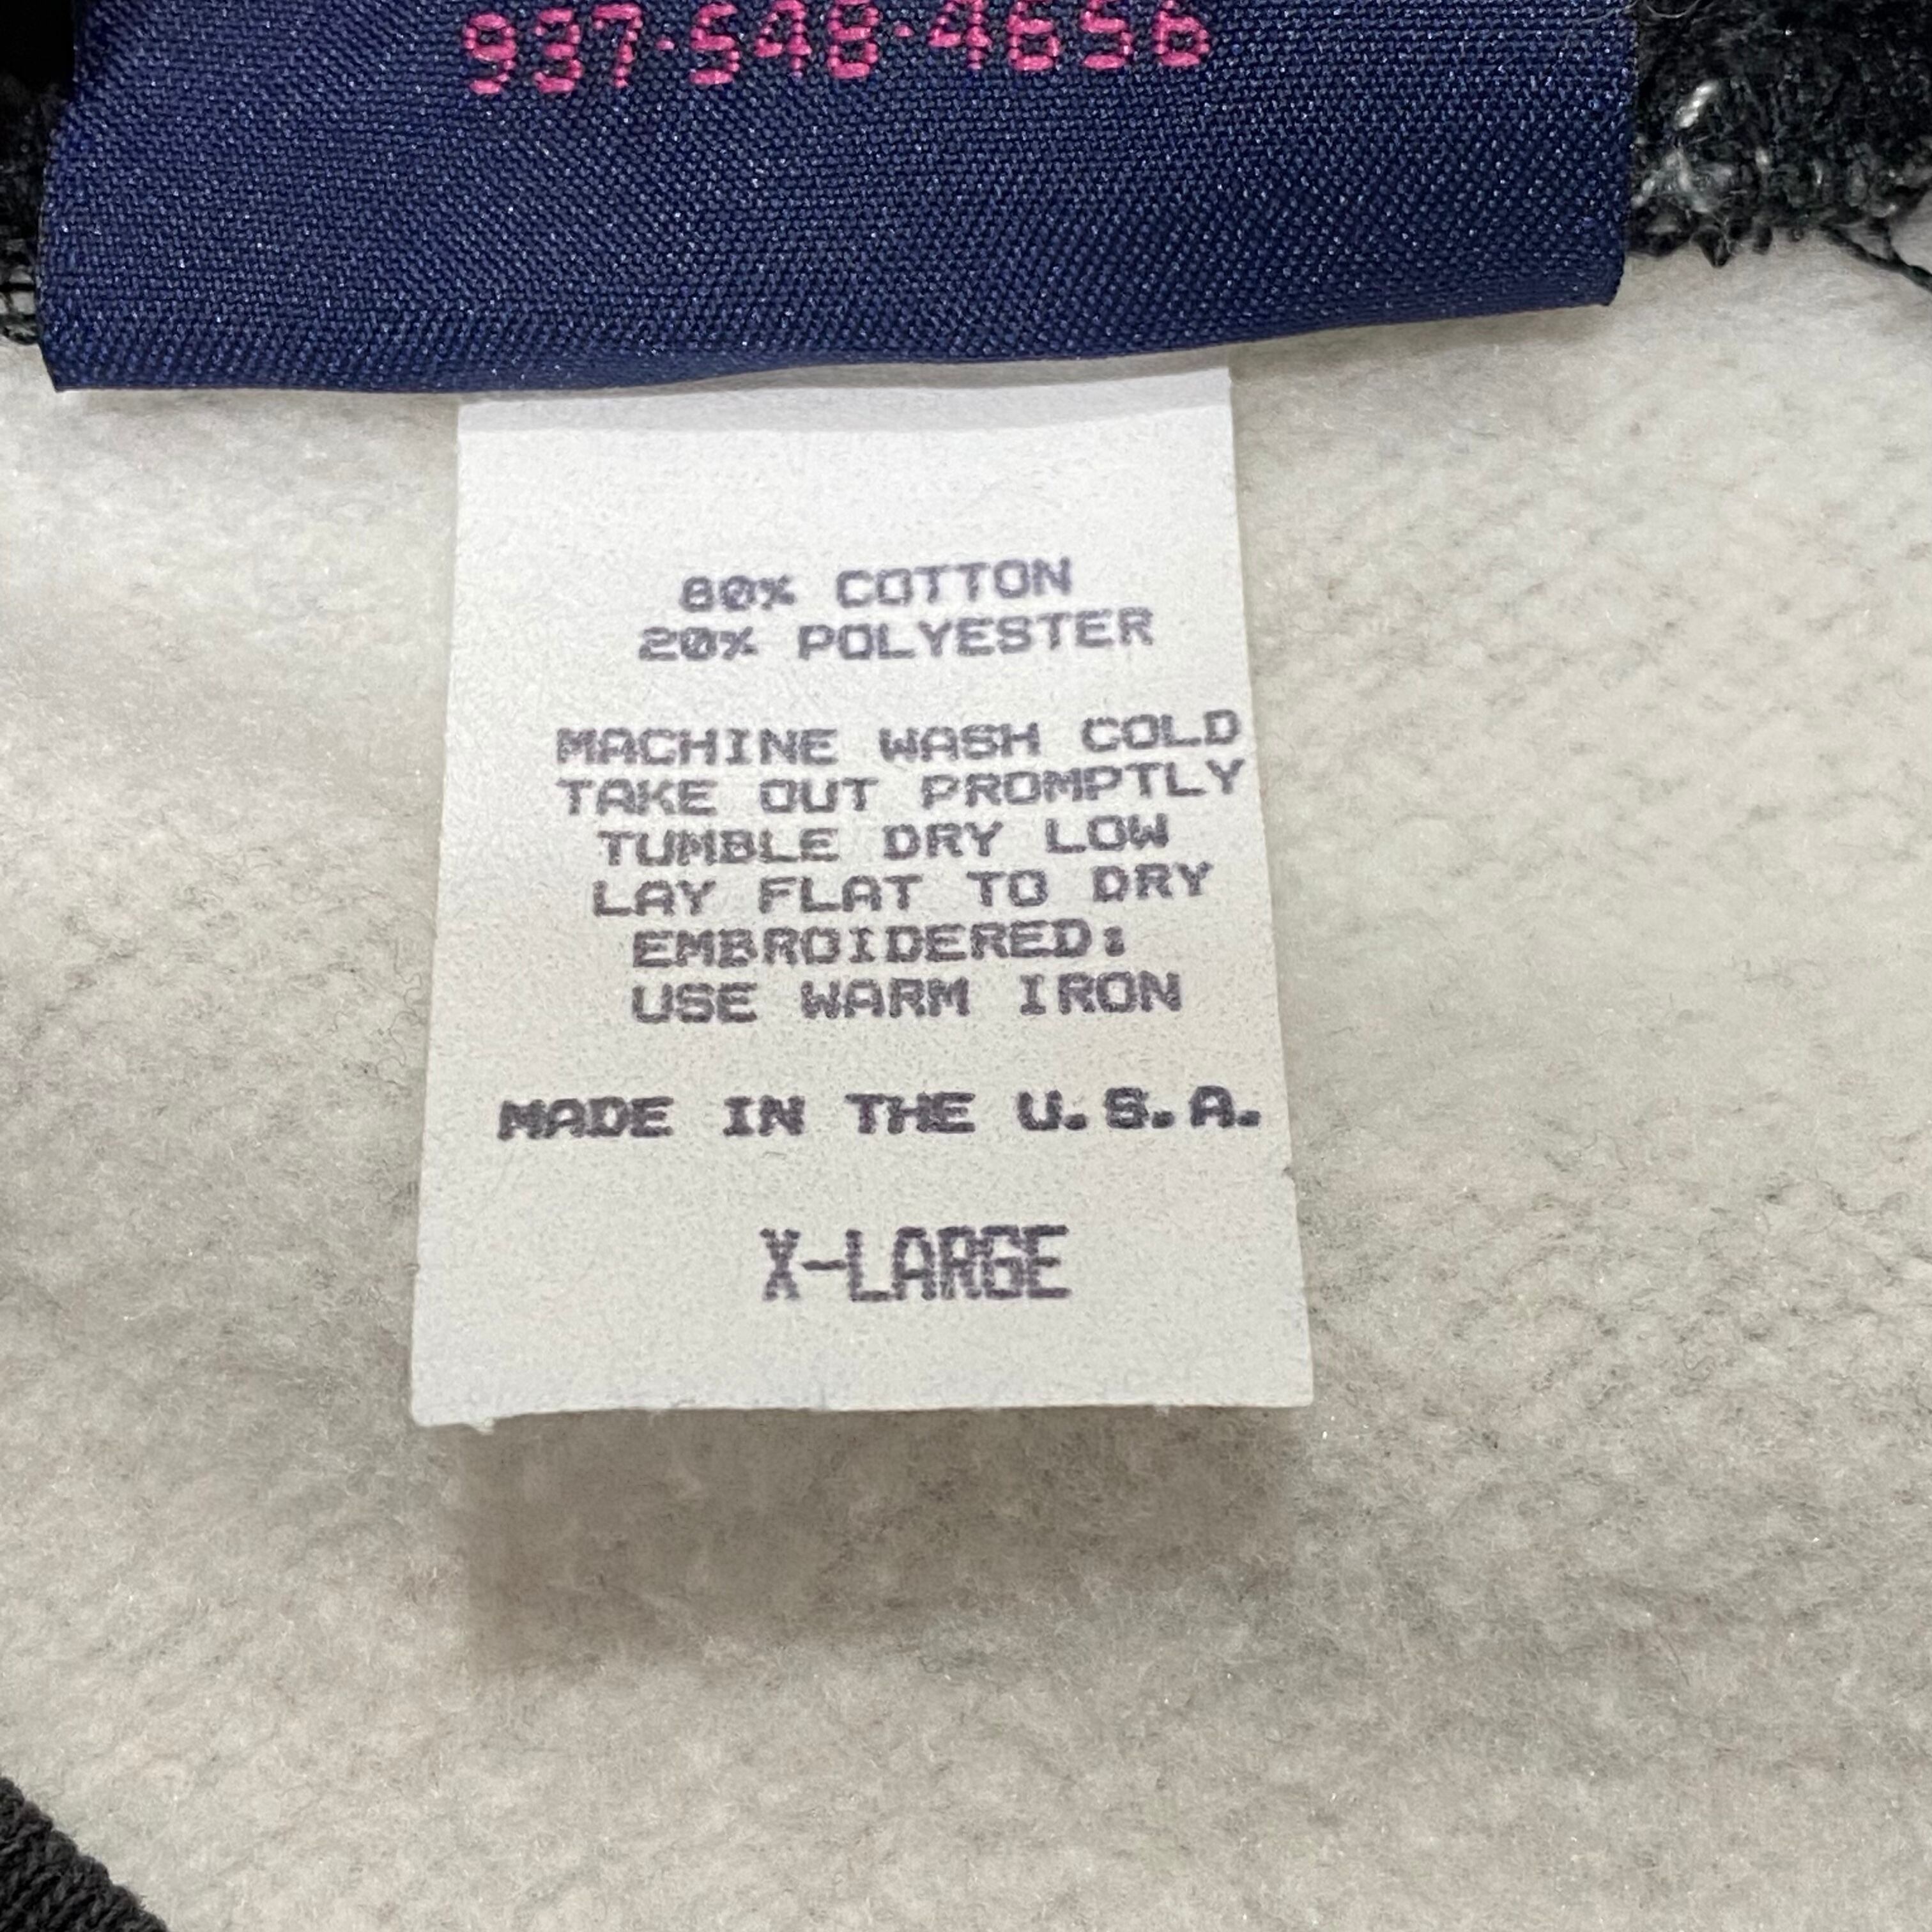 937·548·4656
80% COTTON
20% POLYESTER
MACHINE WASH COLD
TAKE OUT PROMPTLY
TUMBLE DRY LOW
LAY FLAT TO DRY
EMBROIDERED:
USE WARM IRON
MADE IN THE U.S.A.
X-LARGE